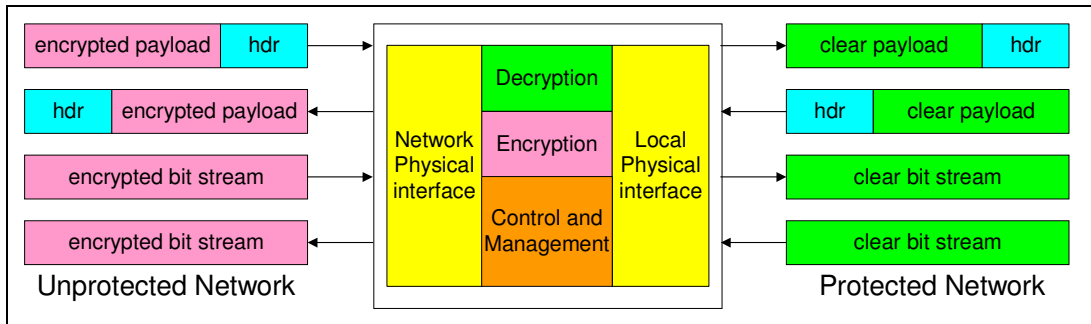 encrypted payload hdr
hdr encrypted payload
encrypted bit stream
encrypted bit stream
Unprotected Network
Network
Physical
interface
Decryption
Encryption
Control and
Management
Local
Physical
interface
clear payload hdr
hdr clear payload
clear bit stream
clear bit stream
Protected Network